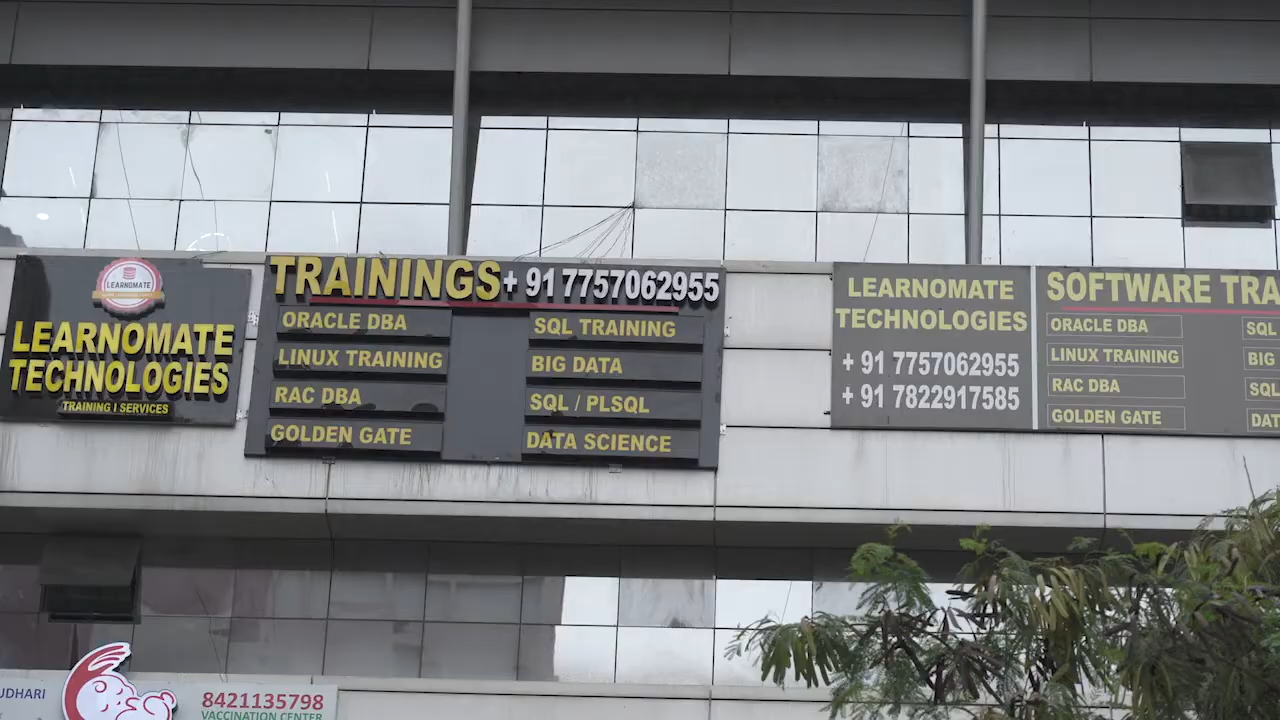 LEARNOMATE
LEARNOMATE
TECHNOLOGIES
TRAINING I SERVICES
TRAININGS + 91 7757062955
ORACLE DBA
LINUX TRAINING
RAC DBA
GOLDEN GATE
SQL TRAINING
BIG DATA
SQL / PLSQL
DATA SCIENCE
LEARNOMATE
TECHNOLOGIES
+ 91 7757062955
+ 91 7822917585
SOFTWARE TRA
ORACLE DBA
LINUX TRAINING
RAC DBA
GOLDEN GATE
SQL
BIG
SQL
DAT
UDHARI
8421135798
VACCINATION CENTER